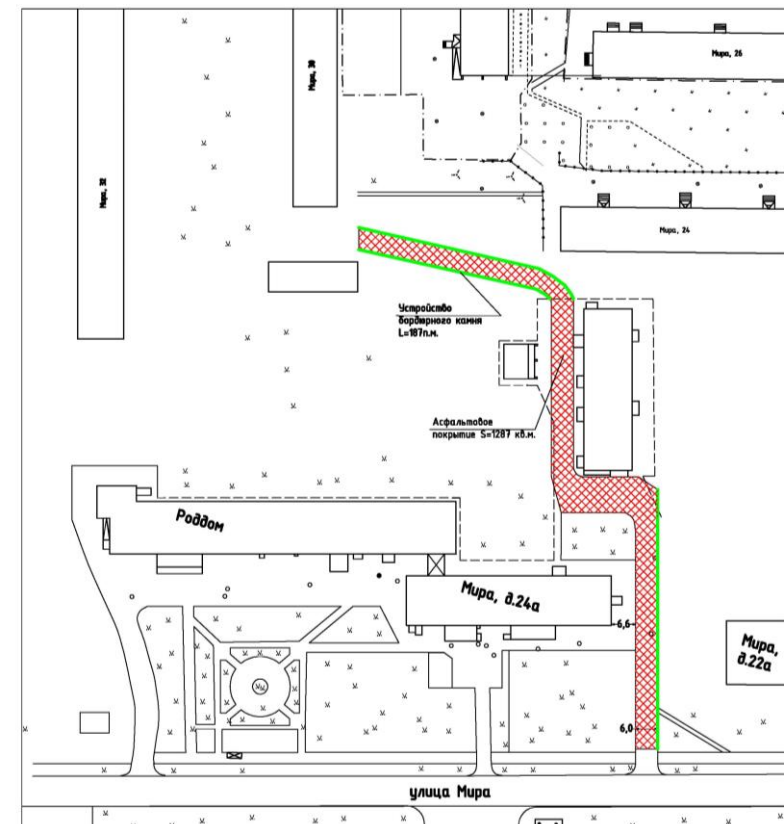 Мира, 26
Мира, 30
Мира, 32
Мира, 24
Устройство
бордюрного камня
L=187п.м.
Асфальтовое
покрытие S=1287 кв.м.
Роддом
Мира, д.24а
6,6
Мира,
д.22а
6,0
улица Мира